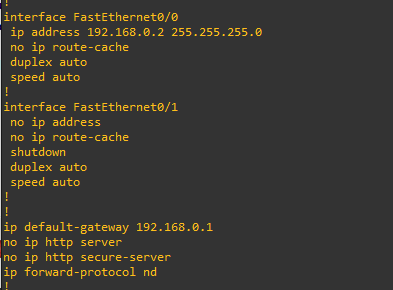 !
interface FastEthernet0/0
 ip address 192.168.0.2 255.255.255.0
 no ip route-cache
 duplex auto
 speed auto
!
interface FastEthernet0/1
 no ip address
 no ip route-cache
 shutdown
 duplex auto
 speed auto
!
!
ip default-gateway 192.168.0.1
no ip http server
no ip http secure-server
ip forward-protocol nd
!